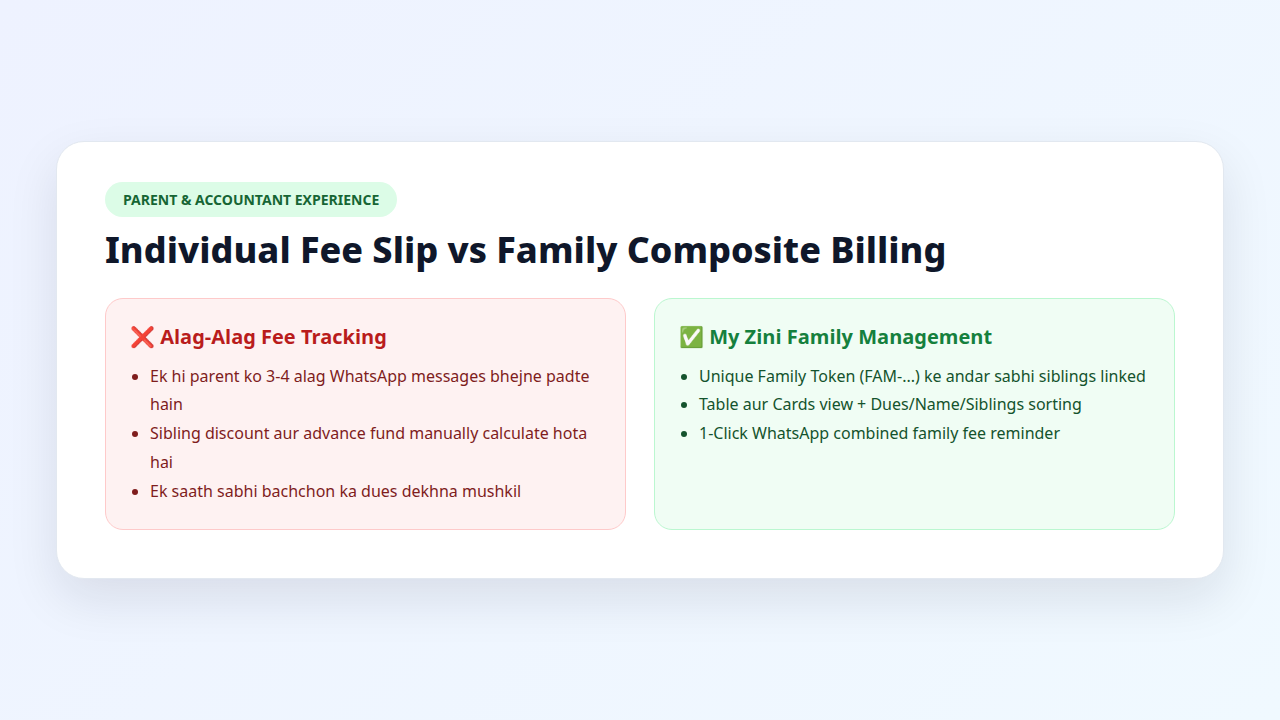 PARENT & ACCOUNTANT EXPERIENCE
Individual Fee Slip vs Family Composite Billing
❌ Alag-Alag Fee Tracking
• Ek hi parent ko 3-4 alag WhatsApp messages bhejne padte
hain
• Sibling discount aur advance fund manually calculate hota
hai
• Ek saath sabhi bachchon ka dues dekhna mushkil
✅ My Zini Family Management
• Unique Family Token (FAM-...) ke andar sabhi siblings linked
• Table aur Cards view + Dues/Name/Siblings sorting
• 1-Click WhatsApp combined family fee reminder